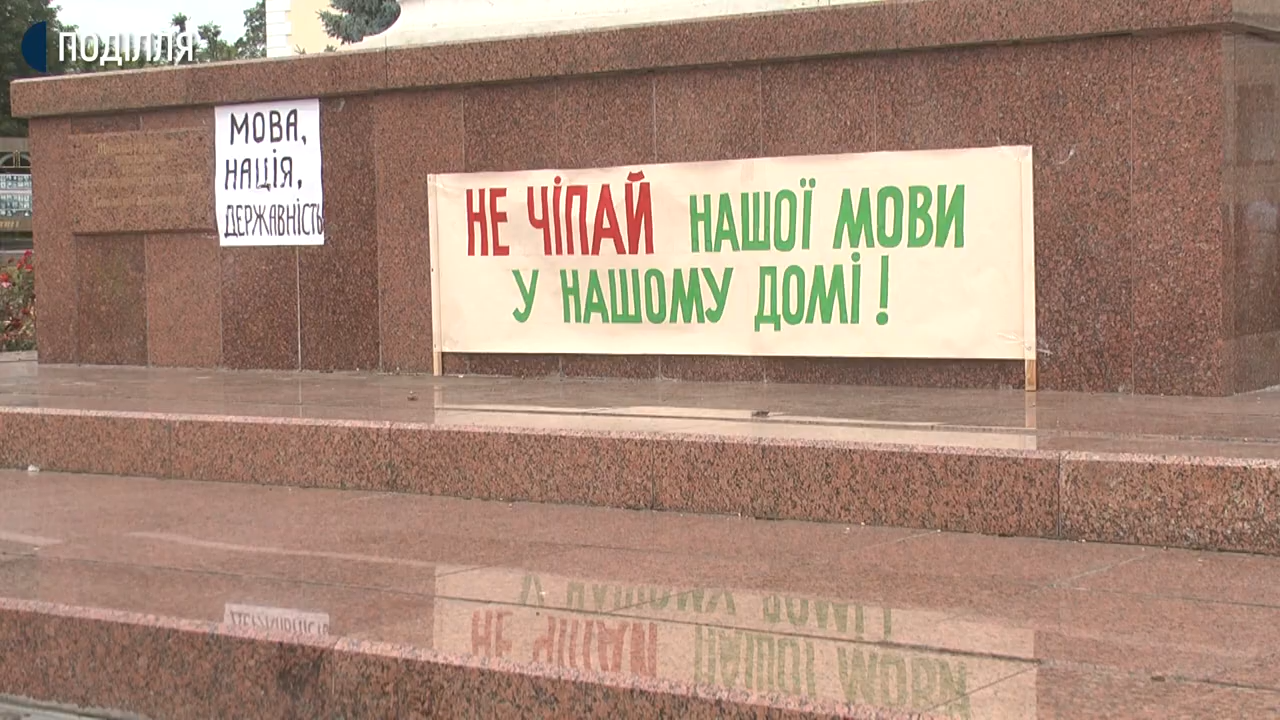 ПОДІЛЛЯ
МОВА,
НАЦІЯ,
ДЕРЖАВНІСТЬ
НЕ ЧІПАЙ НАШОЇ МОВИ
У НАШОМУ ДОМІ!